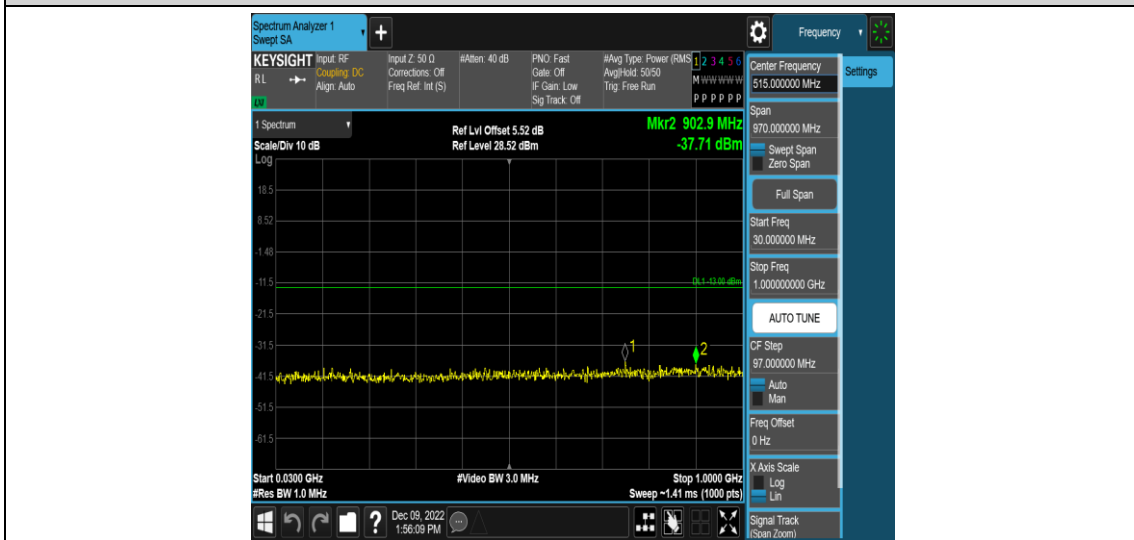 Spectrum Analyzer 1
Swept SA
+
Frequency
KEYSIGHT
RL
LXI
Input: RF
Coupling: DC
Align: Auto
Input Z: 50 Ω
Corrections: Off
Freq Ref: Int (S)
#Atten: 40 dB
PNO: Fast
Gate: Off
IF Gain: Low
Sig Track: Off
#Avg Type: Power (RMS
Avg|Hold: 50/50
Trig: Free Run
1 2 3 4 5 6
M W W W W W
P P P P P P
1 Spectrum
Scale/Div 10 dB
Log
Ref Lvl Offset 5.52 dB
Ref Level 28.52 dBm
Mkr2 902.9 MHz
-37.71 dBm
18.5
8.52
-1.48
-11.5
-21.5
-31.5
-41.5
-51.5
-61.5
DL1 -13.00 dBm
1
2
Start 0.0300 GHz
#Res BW 1.0 MHz
#Video BW 3.0 MHz
Stop 1.0000 GHz
Sweep ~1.41 ms (1000 pts)
?
Dec 09, 2022
1:56:09 PM
Center Frequency
515.000000 MHz
Settings
Span
970.000000 MHz
Swept Span
Zero Span
Full Span
Start Freq
30.000000 MHz
Stop Freq
1.000000000 GHz
AUTO TUNE
CF Step
97.000000 MHz
Auto
Man
Freq Offset
0 Hz
X Axis Scale
Log
Lin
Signal Track
(Span Zoom)